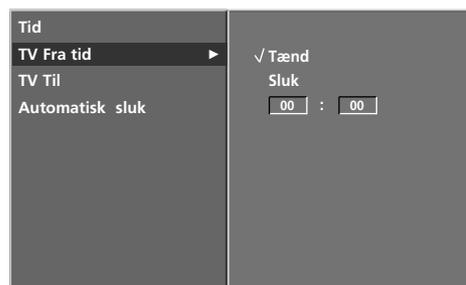 Tid
TV Fra tid ►
TV Til
Automatisk sluk
√ Tænd
Sluk
00 : 00